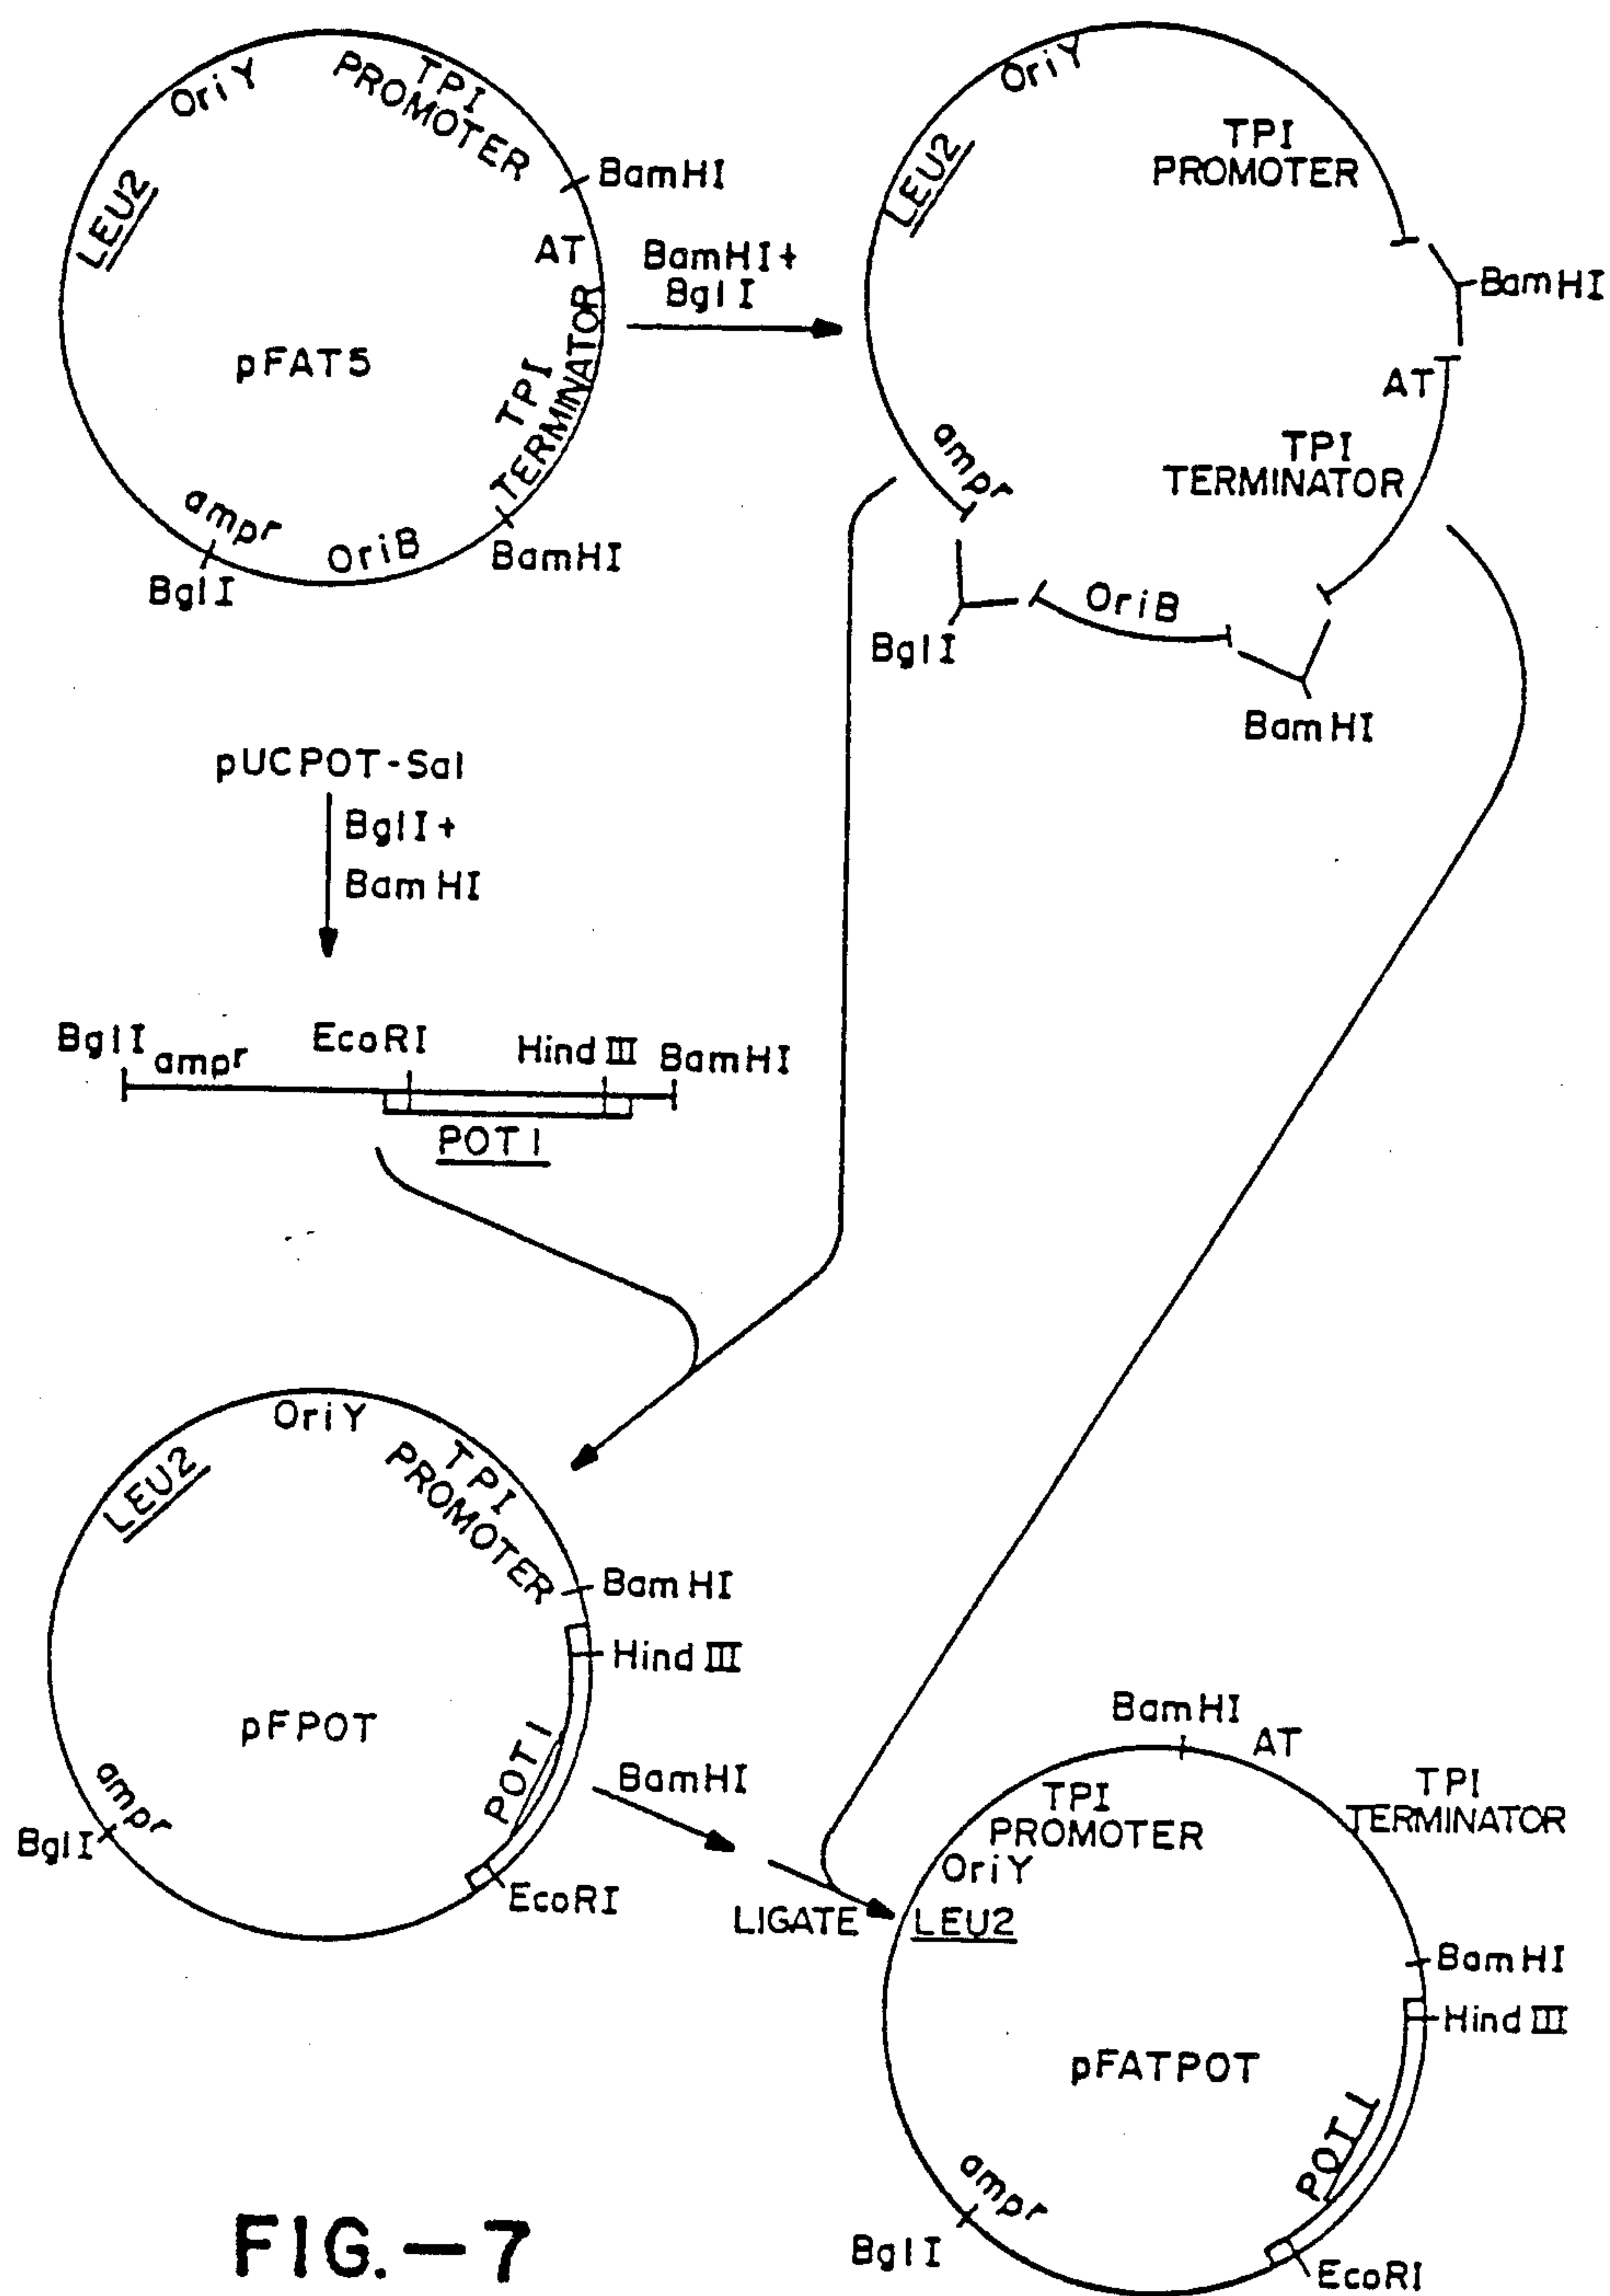 OriY
TPI
PROMOTER
BamHI
LEU2
AT
pFAT5
TPI
TERMINATOR
ampr
OriB
BamHI
BglI
BamHI+
BglI
OriY
TPI
PROMOTER
LEU2
BamHI
AT
TPI
TERMINATOR
ampr
OriB
BglI
BamHI
pUCPOT-Sal
BglI+
BamHI
BglI
ampr
EcoRI
Hind III
BamHI
POT1
OriY
TPI
PROMOTER
LEU2
BamHI
Hind III
pFPOT
POT1
ampr
BglI
EcoRI
BamHI
LIGATE
BamHI
AT
TPI
PROMOTER
TPI
TERMINATOR
OriY
LEU2
BamHI
Hind III
pFATPOT
POT1
ampr
BglI
EcoRI
FIG.-7